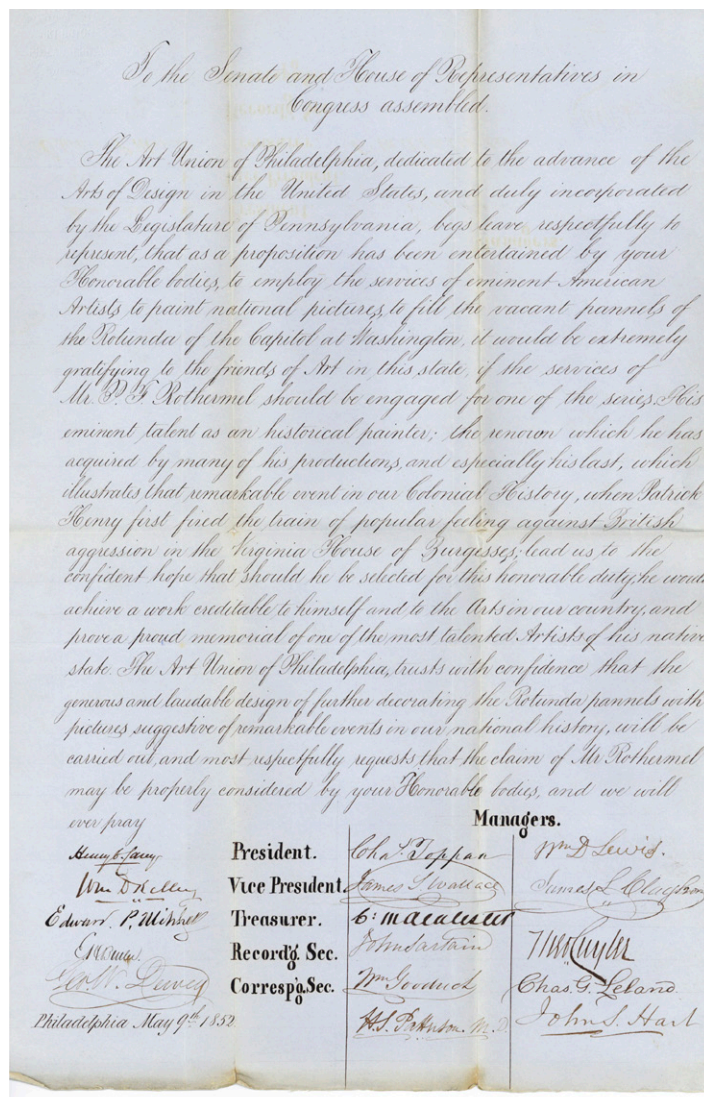 To the Senate and House of Representatives in
Congress assembled.
The Art Union of Philadelphia, dedicated to the advance of the
Arts of Design in the United States, and duly incorporated
by the Legislature of Pennsylvania, begs leave respectfully to
represent, that as a proposition has been entertained by your
Honorable bodies, to employ the services of eminent American
Artists to paint national pictures, to fill the vacant pannels of
the Rotunda of the Capitol at Washington, it would be extremely
gratifying to the friends of Art in this state, if the services of
Mr. P. F. Rothermel should be engaged for one of the series. His
eminent talent as an historical painter; the renown which he has
acquired by many of his productions, and especially his last, which
illustrates that remarkable event in our Colonial History, when Patrick
Henry first fired the train of popular feeling against British
aggression in the Virginia House of Burgesses; lead us to the
confident hope that should he be selected for this honorable duty, he would
achieve a work creditable to himself and to the Arts in our country, and
prove a proud memorial of one of the most talented Artists of his native
state. The Art Union of Philadelphia, trusts with confidence that the
generous and laudable design of further decorating the Rotunda pannels with
pictures suggestive of remarkable events in our national history, will be
carried out, and most respectfully requests, that the claim of Mr Rothermel
may be properly considered by your Honorable bodies, and we will
ever pray
Managers.
Henry C. President. Chas. Toppan Wm D Lewis.
Wm D Kelley Vice President. James S Wallace James L
Edward P. Mitchell Treasurer.
Record'g. Sec. John Sartain Theo Cuyler
Geo W. Dewey Corresp'g. Sec. Wm Chas. G. Leland
Philadelphia May 9th 1852 H.S. Patterson M.D. John S. Hart